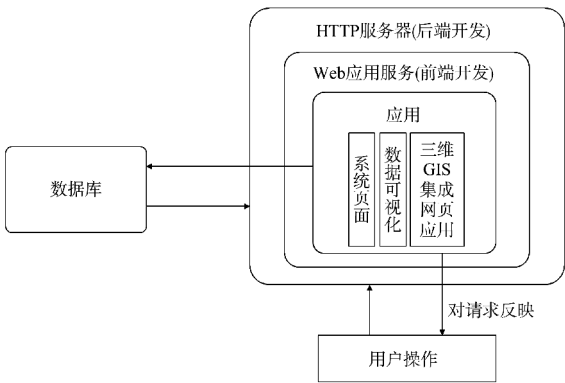 HTTP服务器(后端开发)
Web应用服务(前端开发)
应用
系统页面
数据可视化
三维
GIS
集成
网页
应用
数据库
对请求反映
用户操作